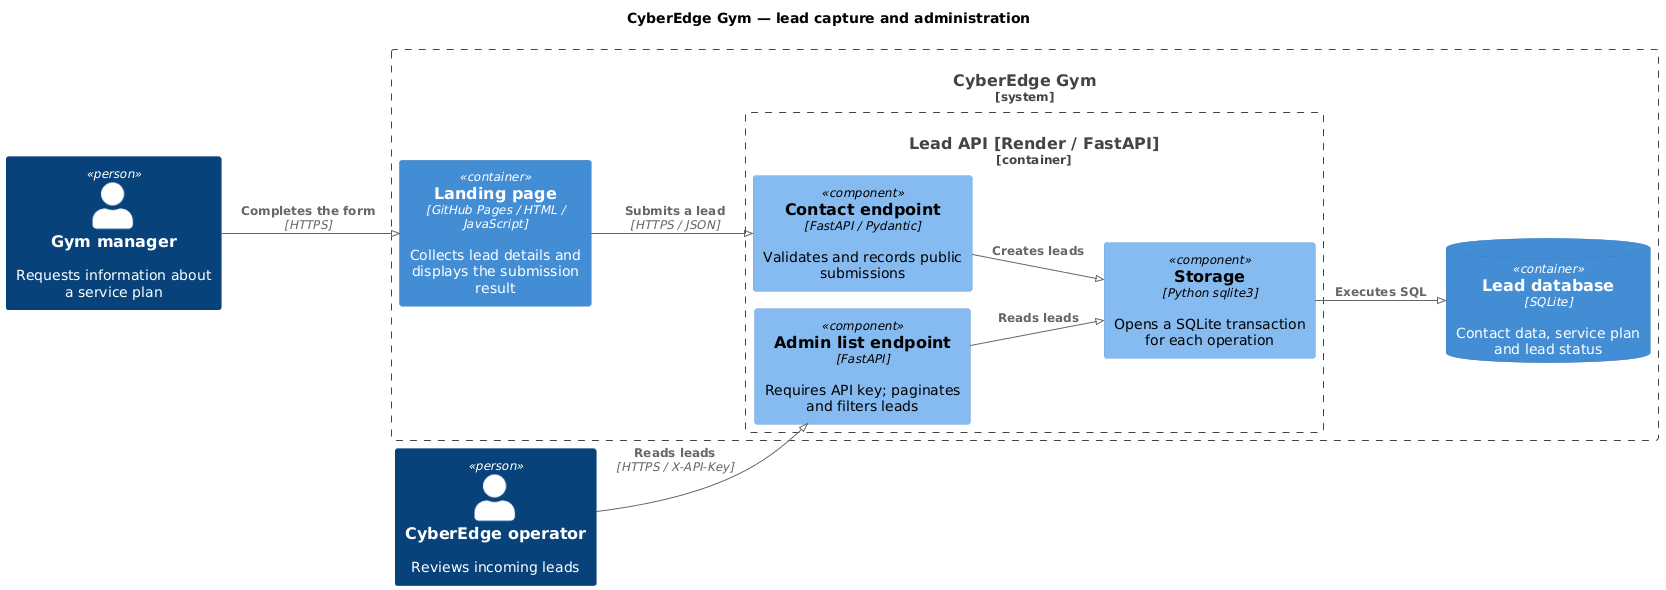 CyberEdge Gym — lead capture and administration
CyberEdge Gym
[system]
Lead API [Render / FastAPI]
[container]
«person»
Gym manager
Requests information about
a service plan
Completes the form
[HTTPS]
«container»
Landing page
[GitHub Pages / HTML /
JavaScript]
Collects lead details and
displays the submission
result
Submits a lead
[HTTPS / JSON]
«component»
Contact endpoint
[FastAPI / Pydantic]
Validates and records public
submissions
Creates leads
«component»
Admin list endpoint
[FastAPI]
Requires API key; paginates
and filters leads
Reads leads
«component»
Storage
[Python sqlite3]
Opens a SQLite transaction
for each operation
Executes SQL
«container»
Lead database
[SQLite]
Contact data, service plan
and lead status
Reads leads
[HTTPS / X-API-Key]
«person»
CyberEdge operator
Reviews incoming leads